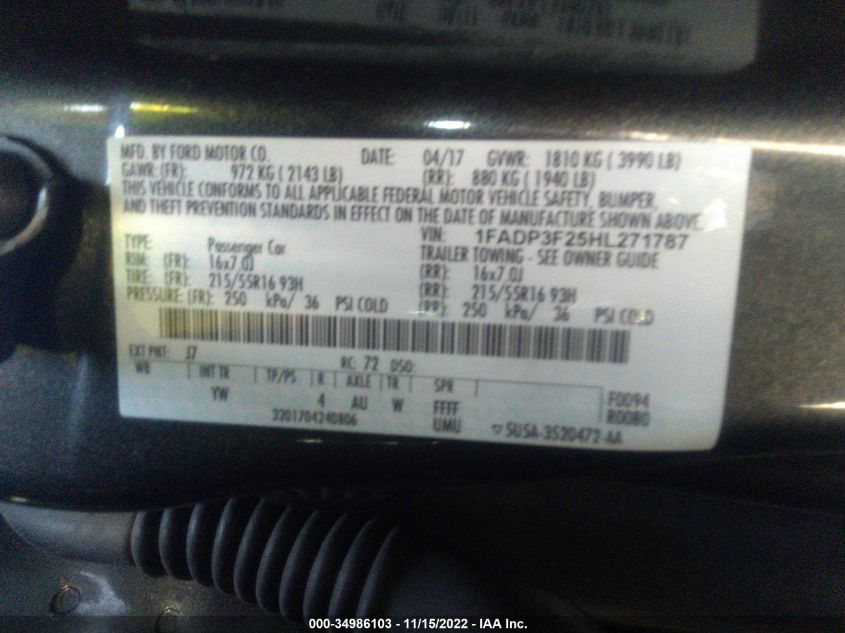 MFD. BY FORD MOTOR CO. DATE: 04/17 GVWR: 1810 KG ( 3990 LB)
GAWR: (FR): 972 KG ( 2143 LB) (RR): 880 KG ( 1940 LB)
THIS VEHICLE CONFORMS TO ALL APPLICABLE FEDERAL MOTOR VEHICLE SAFETY, BUMPER,
AND THEFT PREVENTION STANDARDS IN EFFECT ON THE DATE OF MANUFACTURE SHOWN ABOVE.
VIN: 1FADP3F25HL271787
TYPE: Passenger Car TRAILER TOWING - SEE OWNER GUIDE
RIM: (FR): 16x7.0J (RR): 16x7.0J
TIRE: (FR): 215/55R16 93H (RR): 215/55R16 93H
PRESSURE: (FR): 250 kPa/ 36 PSI COLD (RR): 250 kPa/ 36 PSI COLD
EXT PNT: J7 RC: 72 DSO:
WB INT TR TP/PS R AXLE TR SPR
YW 4 AU W FFFF F0094
UMU R0080
3201704240806 5U5A-3520472-AA
000-34986103 - 11/15/2022 - IAA Inc.